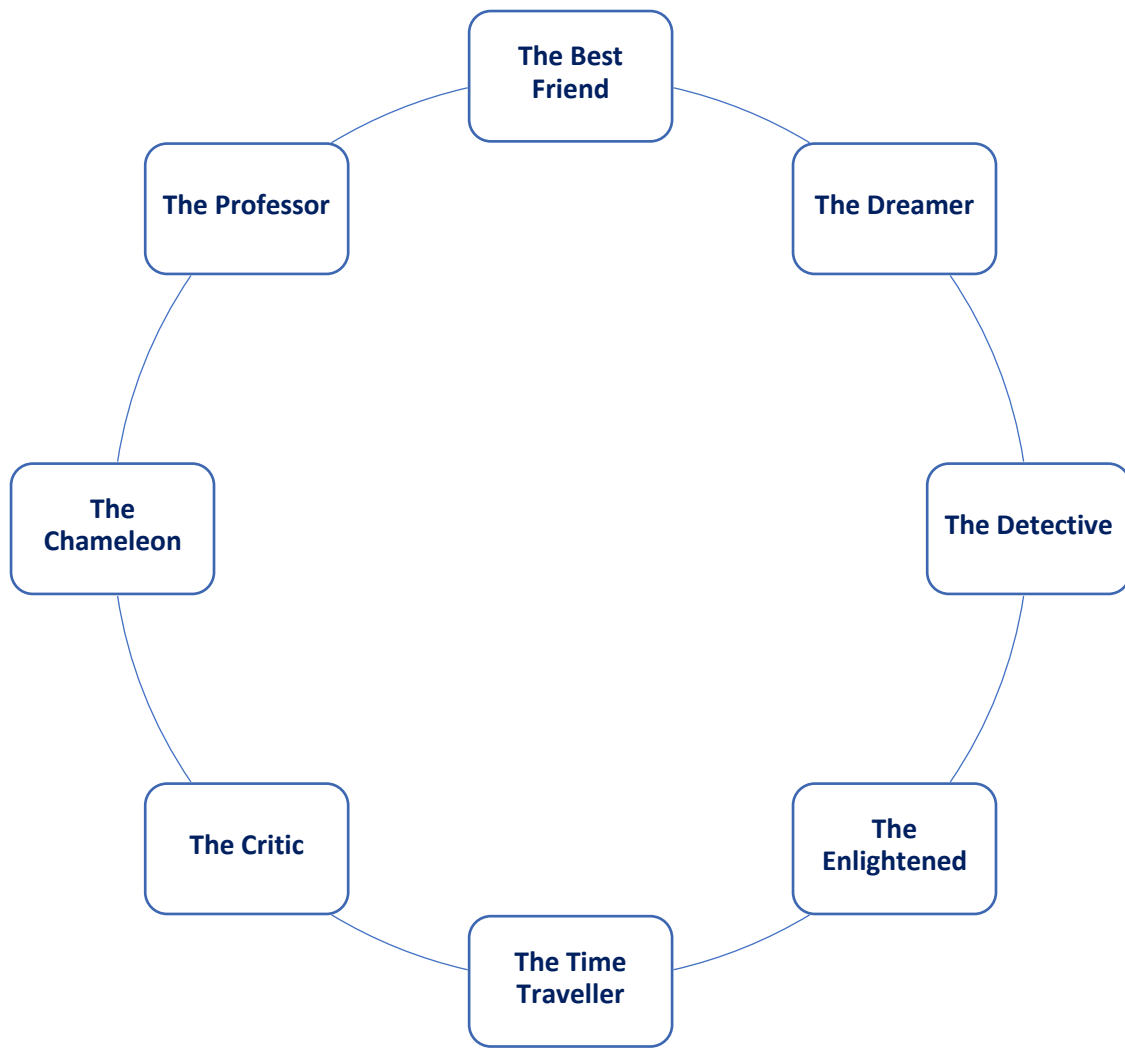 The Best
Friend
The Professor
The Dreamer
The
Chameleon
The Detective
The Critic
The
Enlightened
The Time
Traveller